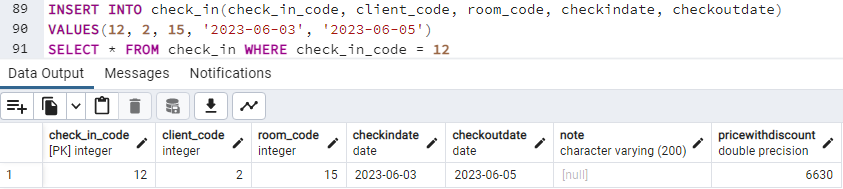 89 INSERT INTO check_in(check_in_code, client_code, room_code, checkindate, checkoutdate)
90 VALUES(12, 2, 15, '2023-06-03', '2023-06-05')
91 SELECT * FROM check_in WHERE check_in_code = 12
Data Output Messages Notifications
check_in_code client_code room_code checkindate checkoutdate note pricewithdiscount
[PK] integer integer integer date date character varying (200) double precision
1 12 2 15 2023-06-03 2023-06-05 [null] 6630